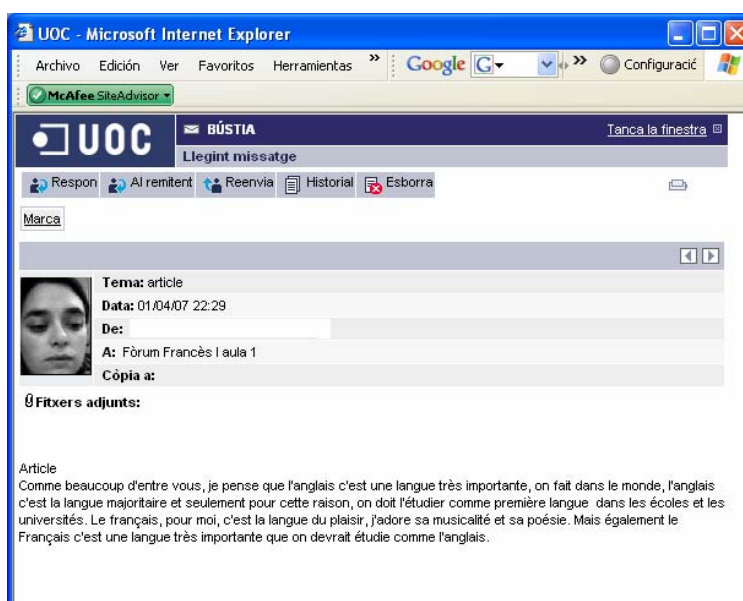 UOC - Microsoft Internet Explorer
Archivo Edición Ver Favoritos Herramientas » Google G » Configuració
McAfee SiteAdvisor
UOC
BÚSTIA Tanca la finestra
Llegint missatge
Respon Al remitent Reenvia Historial Esborra
Marca
Tema: article
Data: 01/04/07 22:29
De:
A: Fòrum Francès I aula 1
Còpia a:
Fitxers adjunts:
Article
Comme beaucoup d'entre vous, je pense que l'anglais c'est une langue très importante, on fait dans le monde, l'anglais
c'est la langue majoritaire et seulement pour cette raison, on doit l'étudier comme première langue dans les écoles et les
universités. Le français, pour moi, c'est la langue du plaisir, j'adore sa musicalité et sa poésie. Mais également le
Français c'est une langue très importante que on devrait étudie comme l'anglais.